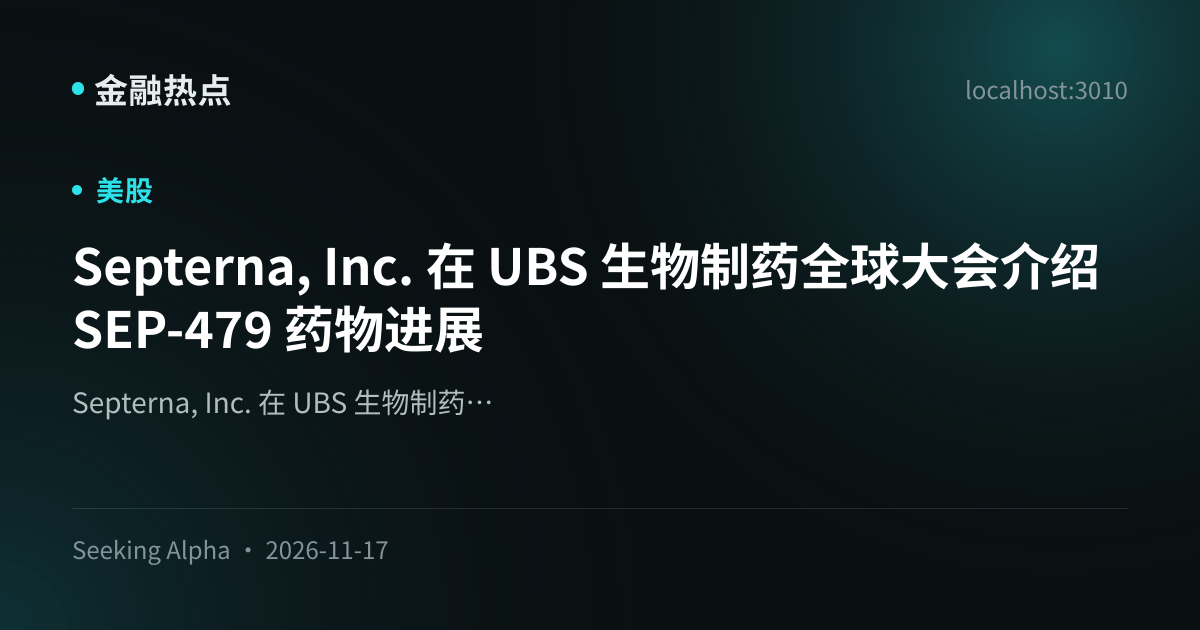 金融热点
localhost:3010
美股
Septerna, Inc. 在 UBS 生物制药全球大会介绍
SEP-479 药物进展
Septerna, Inc. 在 UBS 生物制药…
Seeking Alpha • 2026-11-17